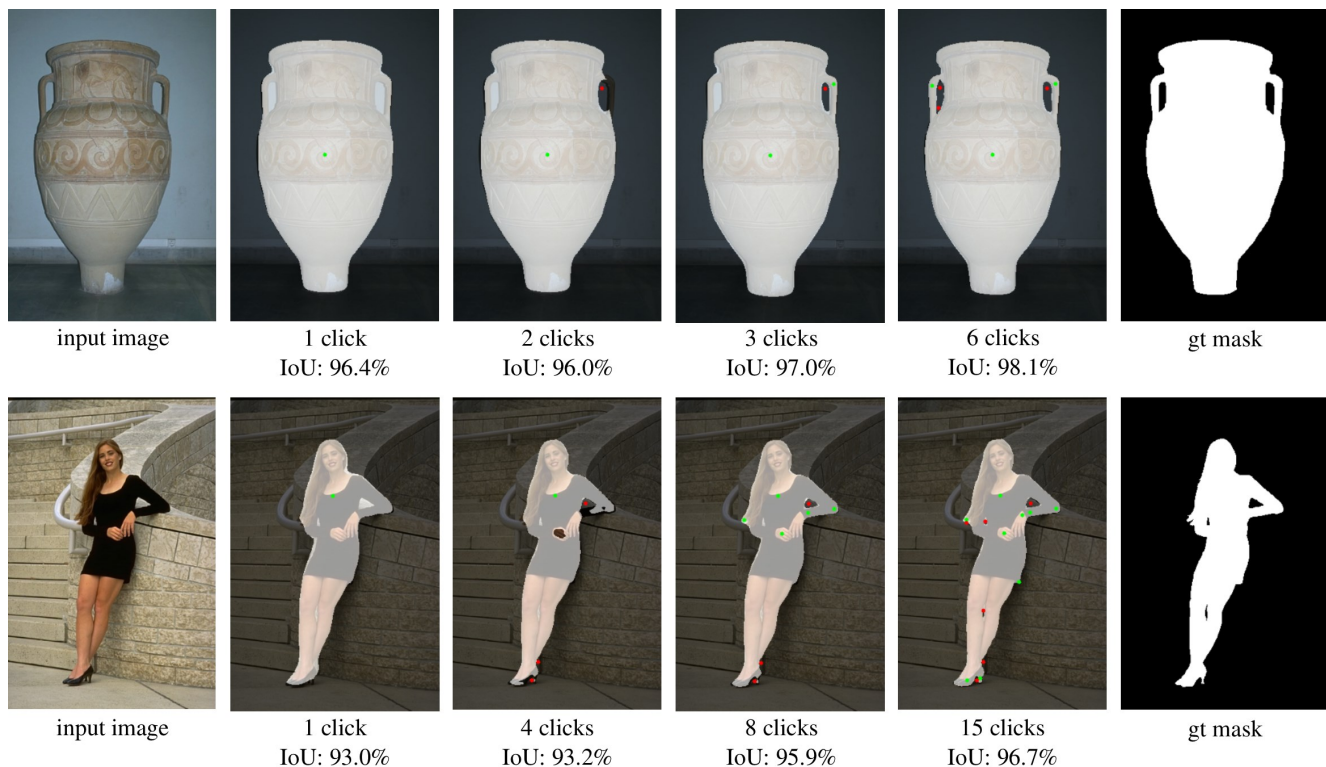 input image
1 click
2 clicks
3 clicks
6 clicks
gt mask
IoU: 96.4%
IoU: 96.0%
IoU: 97.0%
IoU: 98.1%
input image
1 click
4 clicks
8 clicks
15 clicks
gt mask
IoU: 93.0%
IoU: 93.2%
IoU: 95.9%
IoU: 96.7%